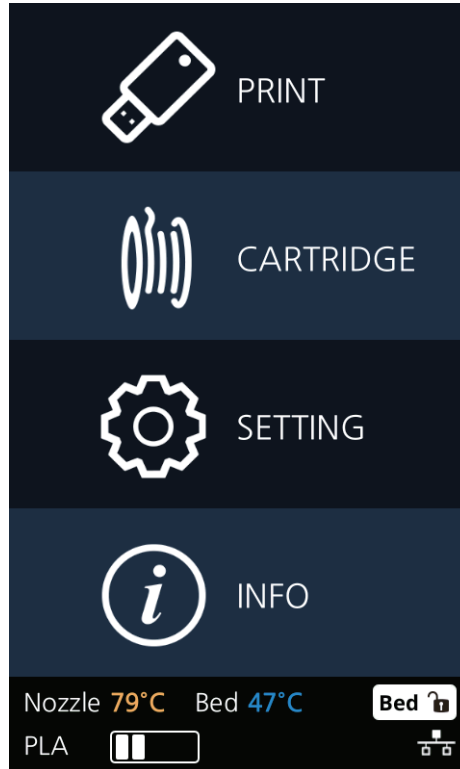 PRINT
CARTRIDGE
SETTING
INFO
Nozzle 79°C Bed 47°C Bed
PLA